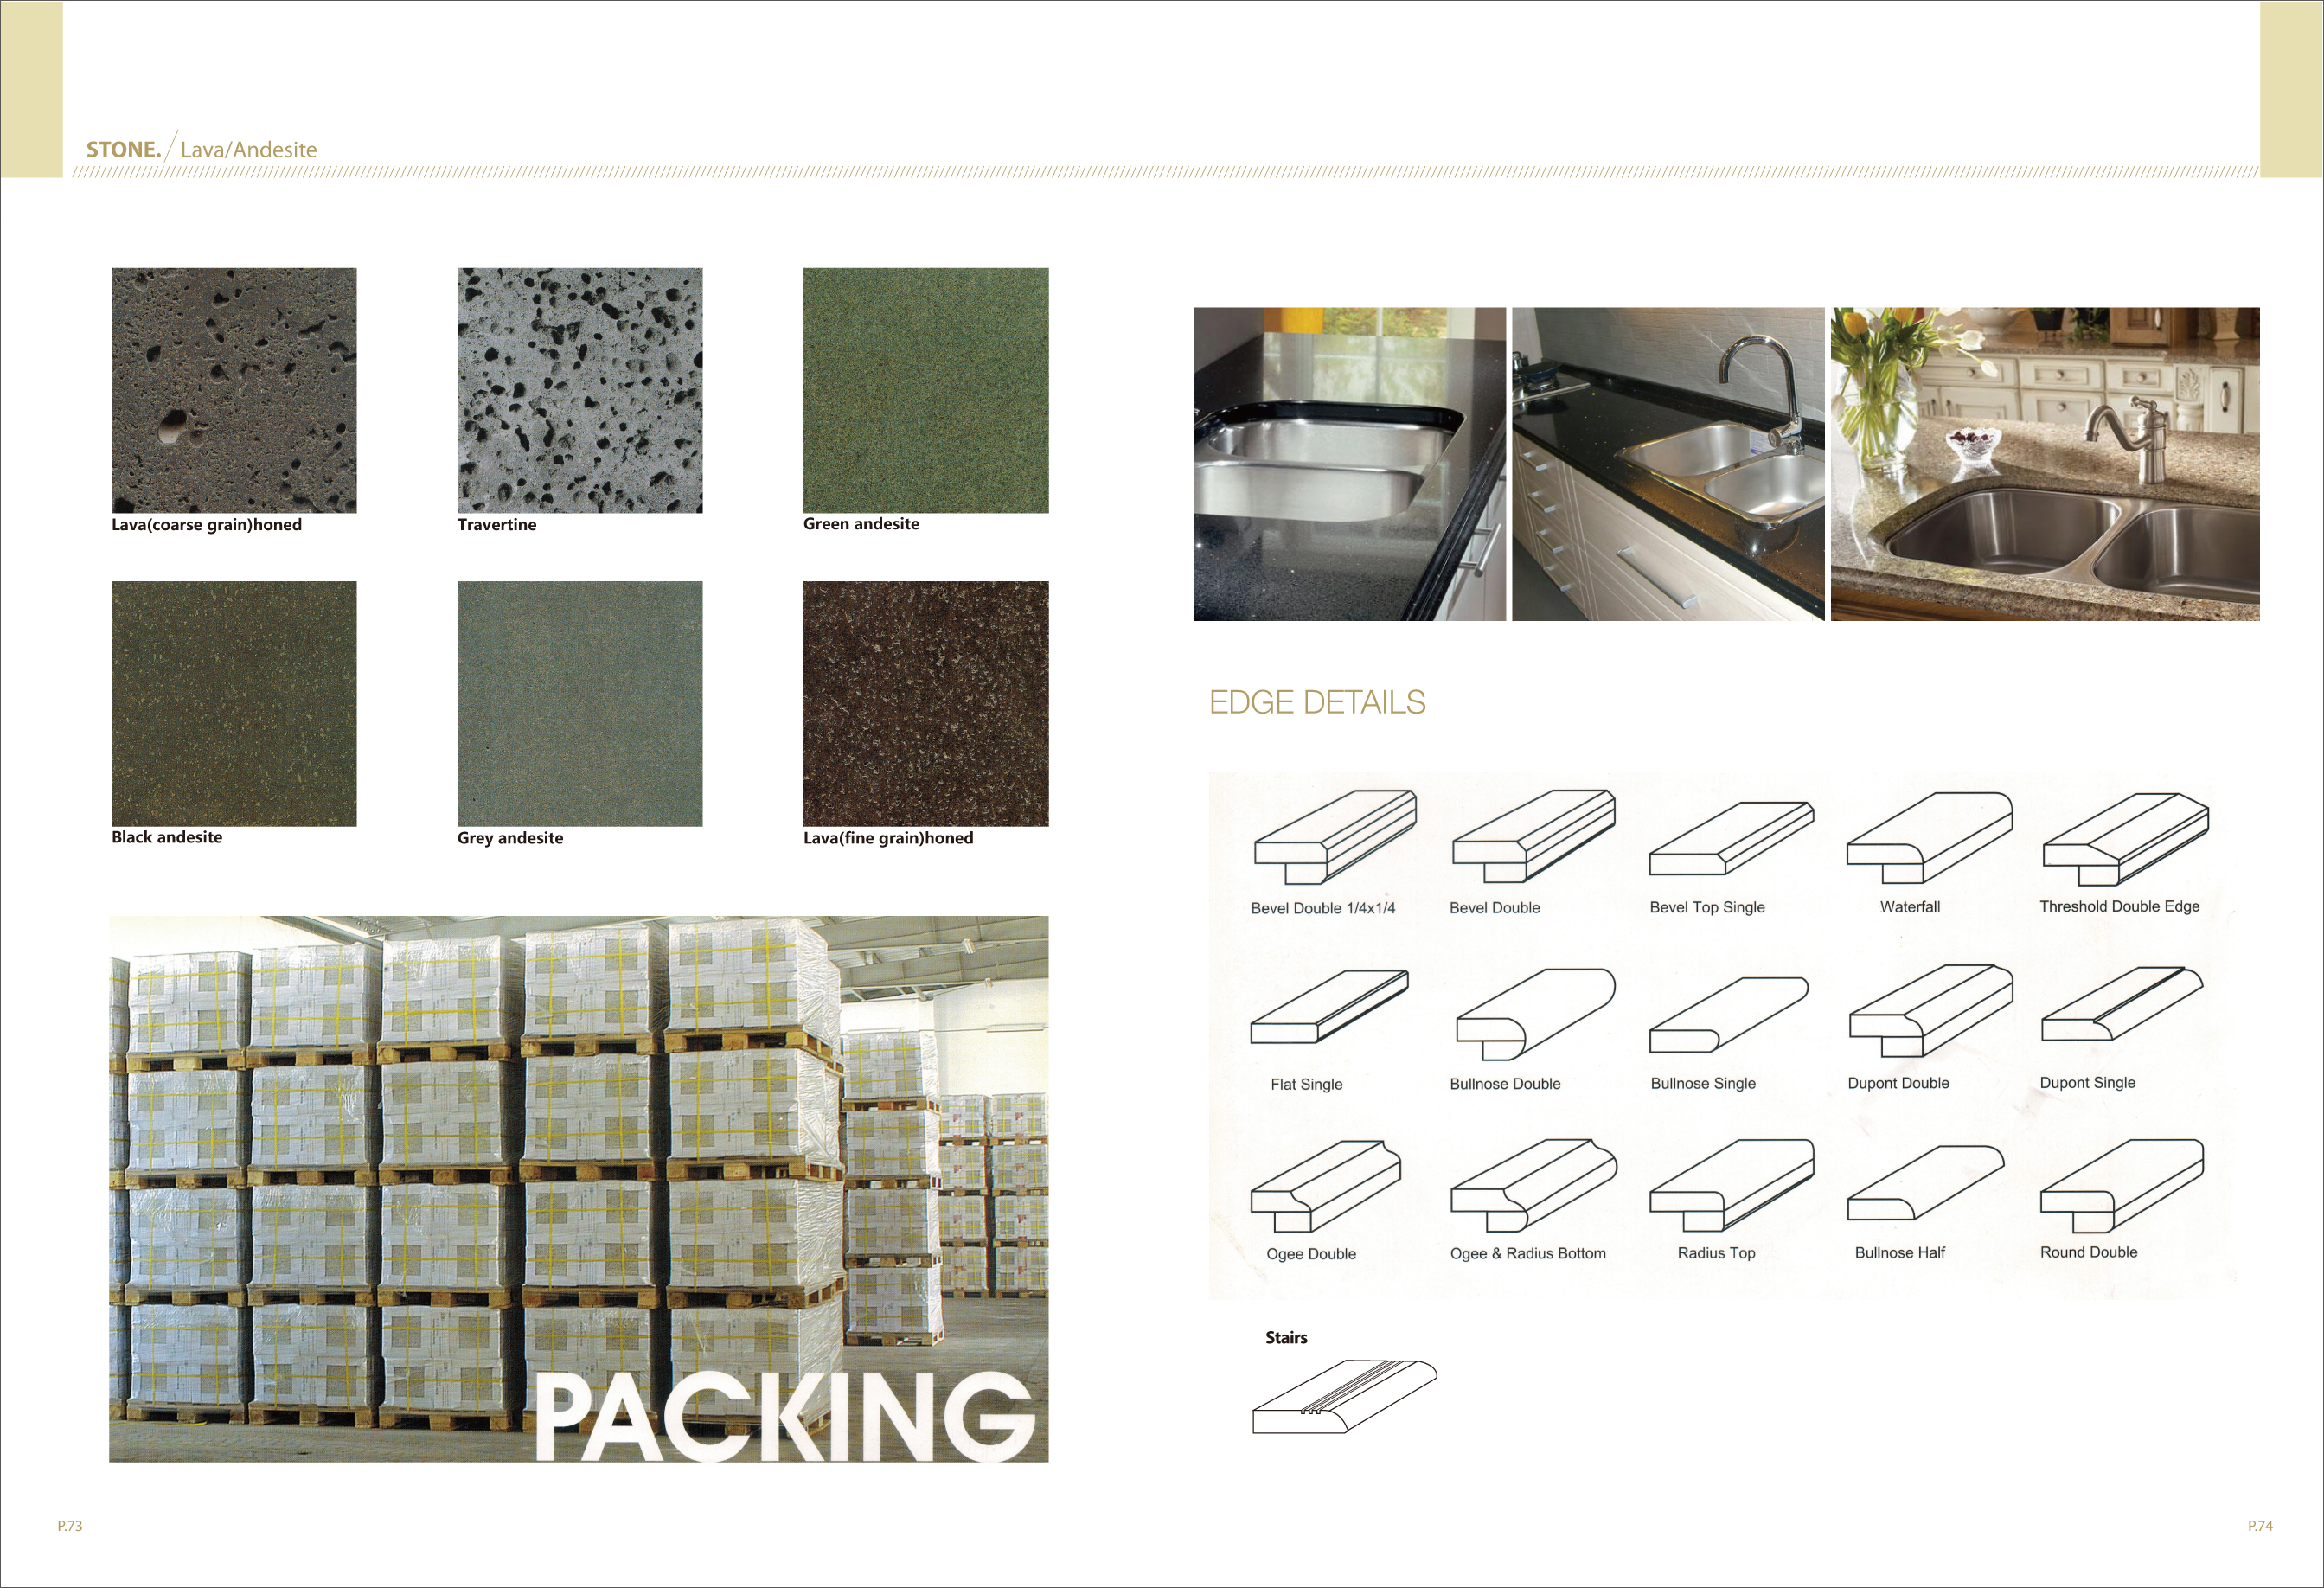 STONE. / Lava/Andesite
Lava(coarse grain)honed
Travertine
Green andesite
Black andesite
Grey andesite
Lava(fine grain)honed
PACKING
P.73
EDGE DETAILS
Bevel Double 1/4x1/4
Bevel Double
Bevel Top Single
Waterfall
Threshold Double Edge
Flat Single
Bullnose Double
Bullnose Single
Dupont Double
Dupont Single
Ogee Double
Ogee & Radius Bottom
Radius Top
Bullnose Half
Round Double
Stairs
P.74